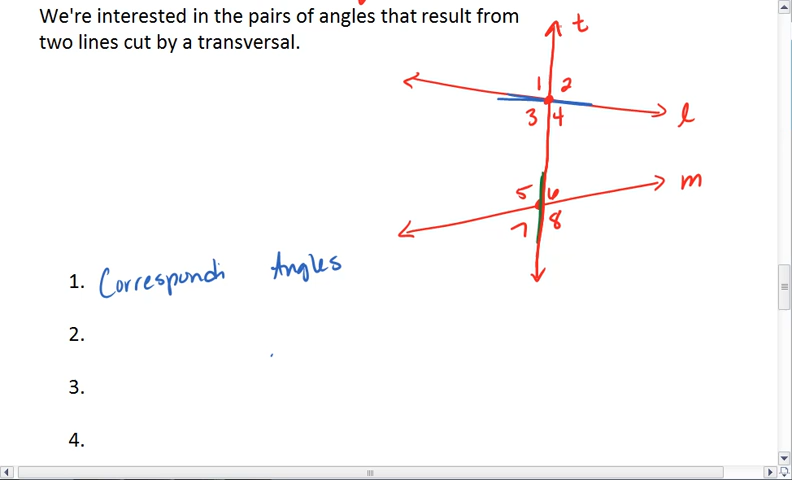 We're interested in the pairs of angles that result from
two lines cut by a transversal.
t
1 2
3 4
l
5 6
m
7 8
1. Correspondi Angles
2.
3.
4.